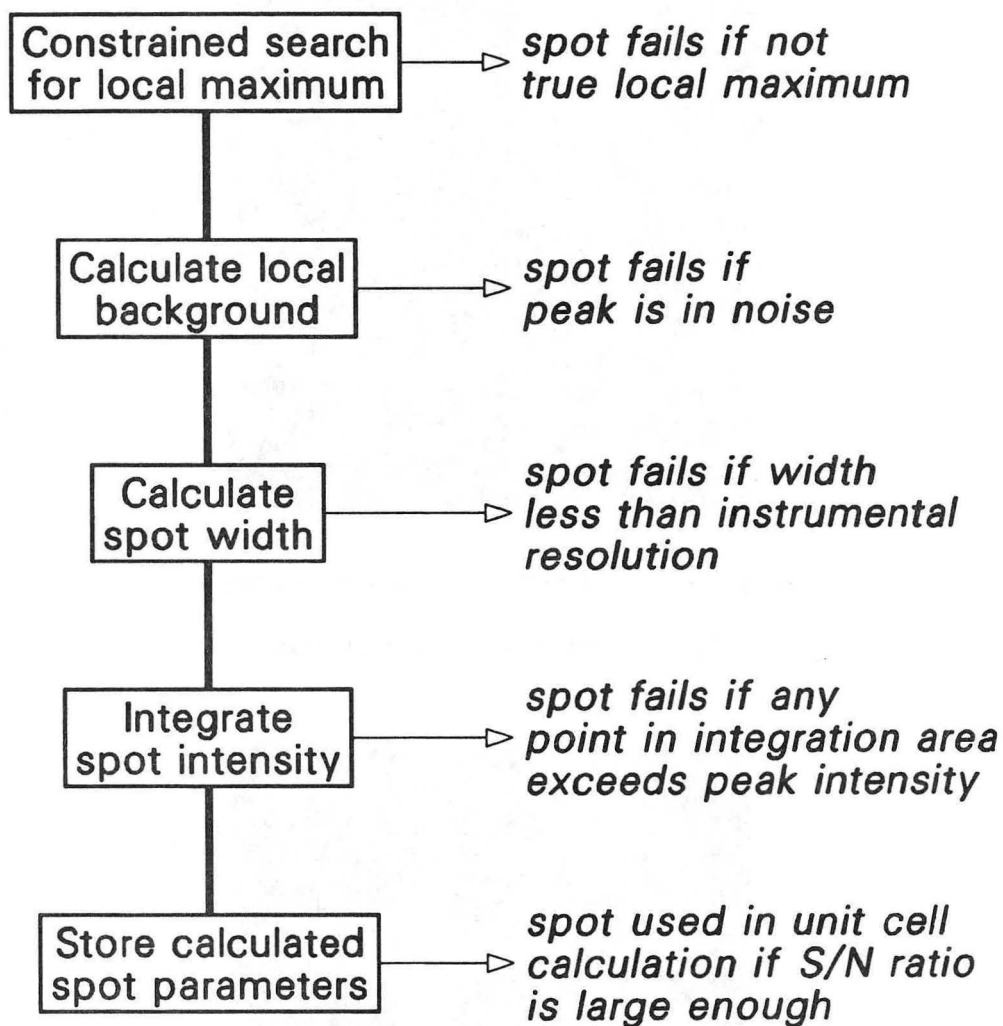 Constrained search
for local maximum
spot fails if not
true local maximum
Calculate local
background
spot fails if
peak is in noise
Calculate
spot width
spot fails if width
less than instrumental
resolution
Integrate
spot intensity
spot fails if any
point in integration area
exceeds peak intensity
Store calculated
spot parameters
spot used in unit cell
calculation if S/N ratio
is large enough